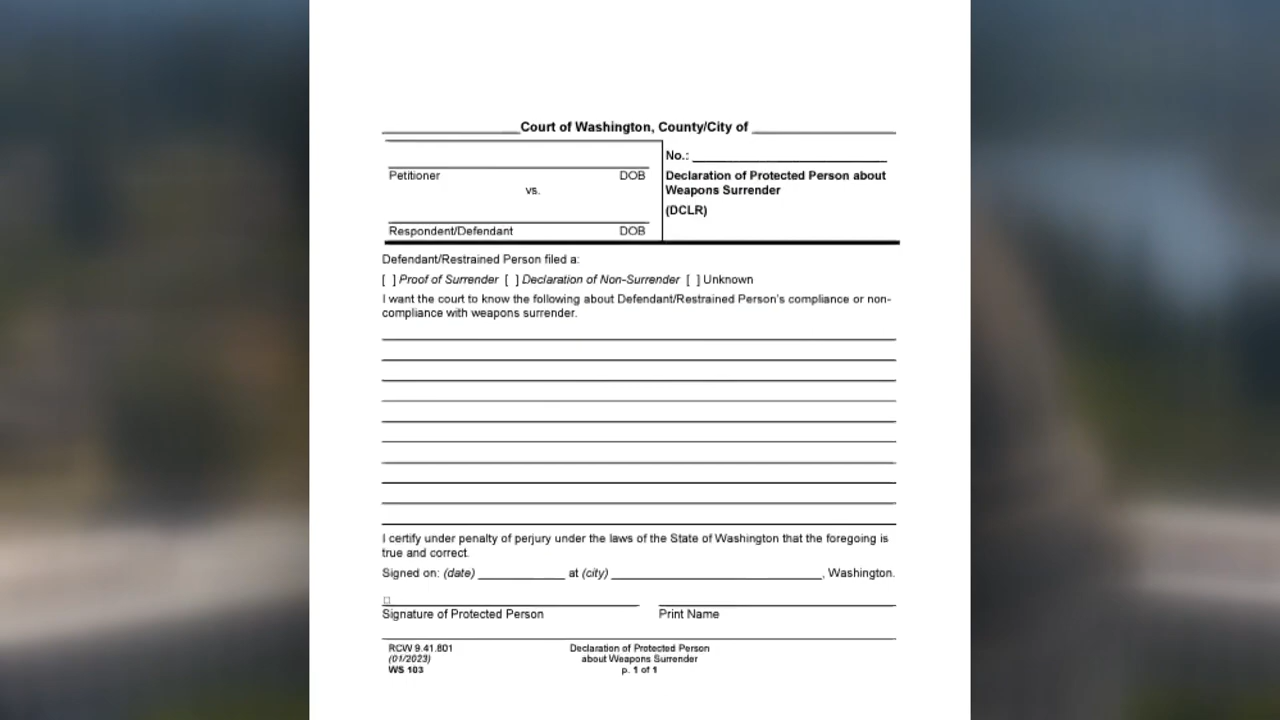 ____________________Court of Washington, County/City of ____________________
No.: ____________________
Petitioner DOB
vs.
Respondent/Defendant DOB
Declaration of Protected Person about
Weapons Surrender
(DCLR)
Defendant/Restrained Person filed a:
[ ] Proof of Surrender [ ] Declaration of Non-Surrender [ ] Unknown
I want the court to know the following about Defendant/Restrained Person's compliance or non-
compliance with weapons surrender.
I certify under penalty of perjury under the laws of the State of Washington that the foregoing is
true and correct.
Signed on: (date) ______________ at (city) __________________________________, Washington.
Signature of Protected Person Print Name
RCW 9.41.801
(01/2023)
WS 103
Declaration of Protected Person
about Weapons Surrender
p. 1 of 1